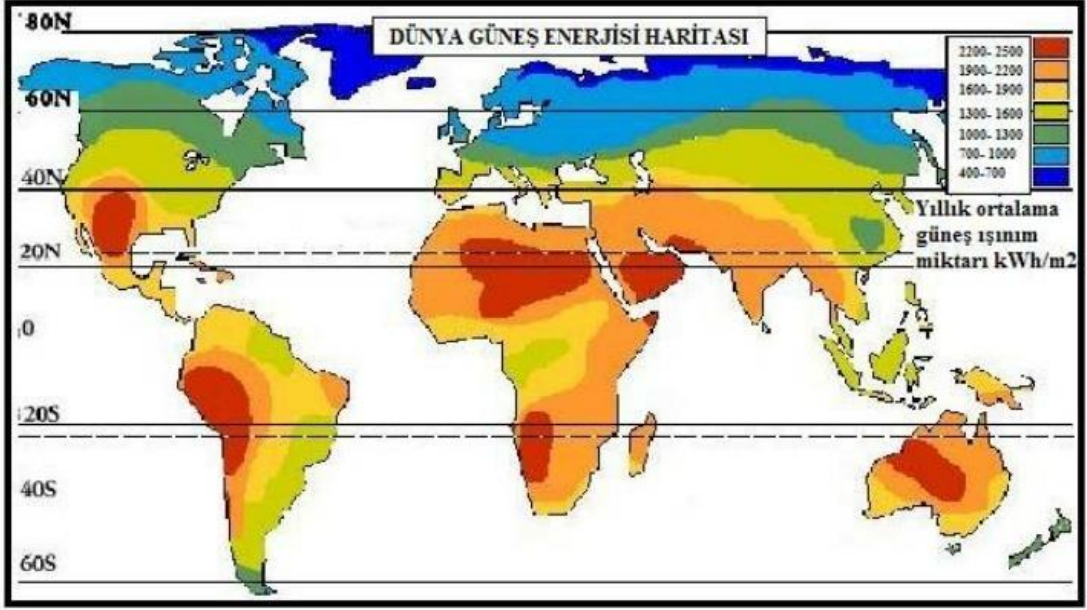 80N
DÜNYA GÜNEŞ ENERJİSİ HARİTASI
2200- 2500
1900- 2200
1600- 1900
1300- 1600
1000- 1300
700- 1000
400-700
60N
40N
Yıllık ortalama
güneş ışınım
miktarı kWh/m2
20N
0
20S
40S
60S